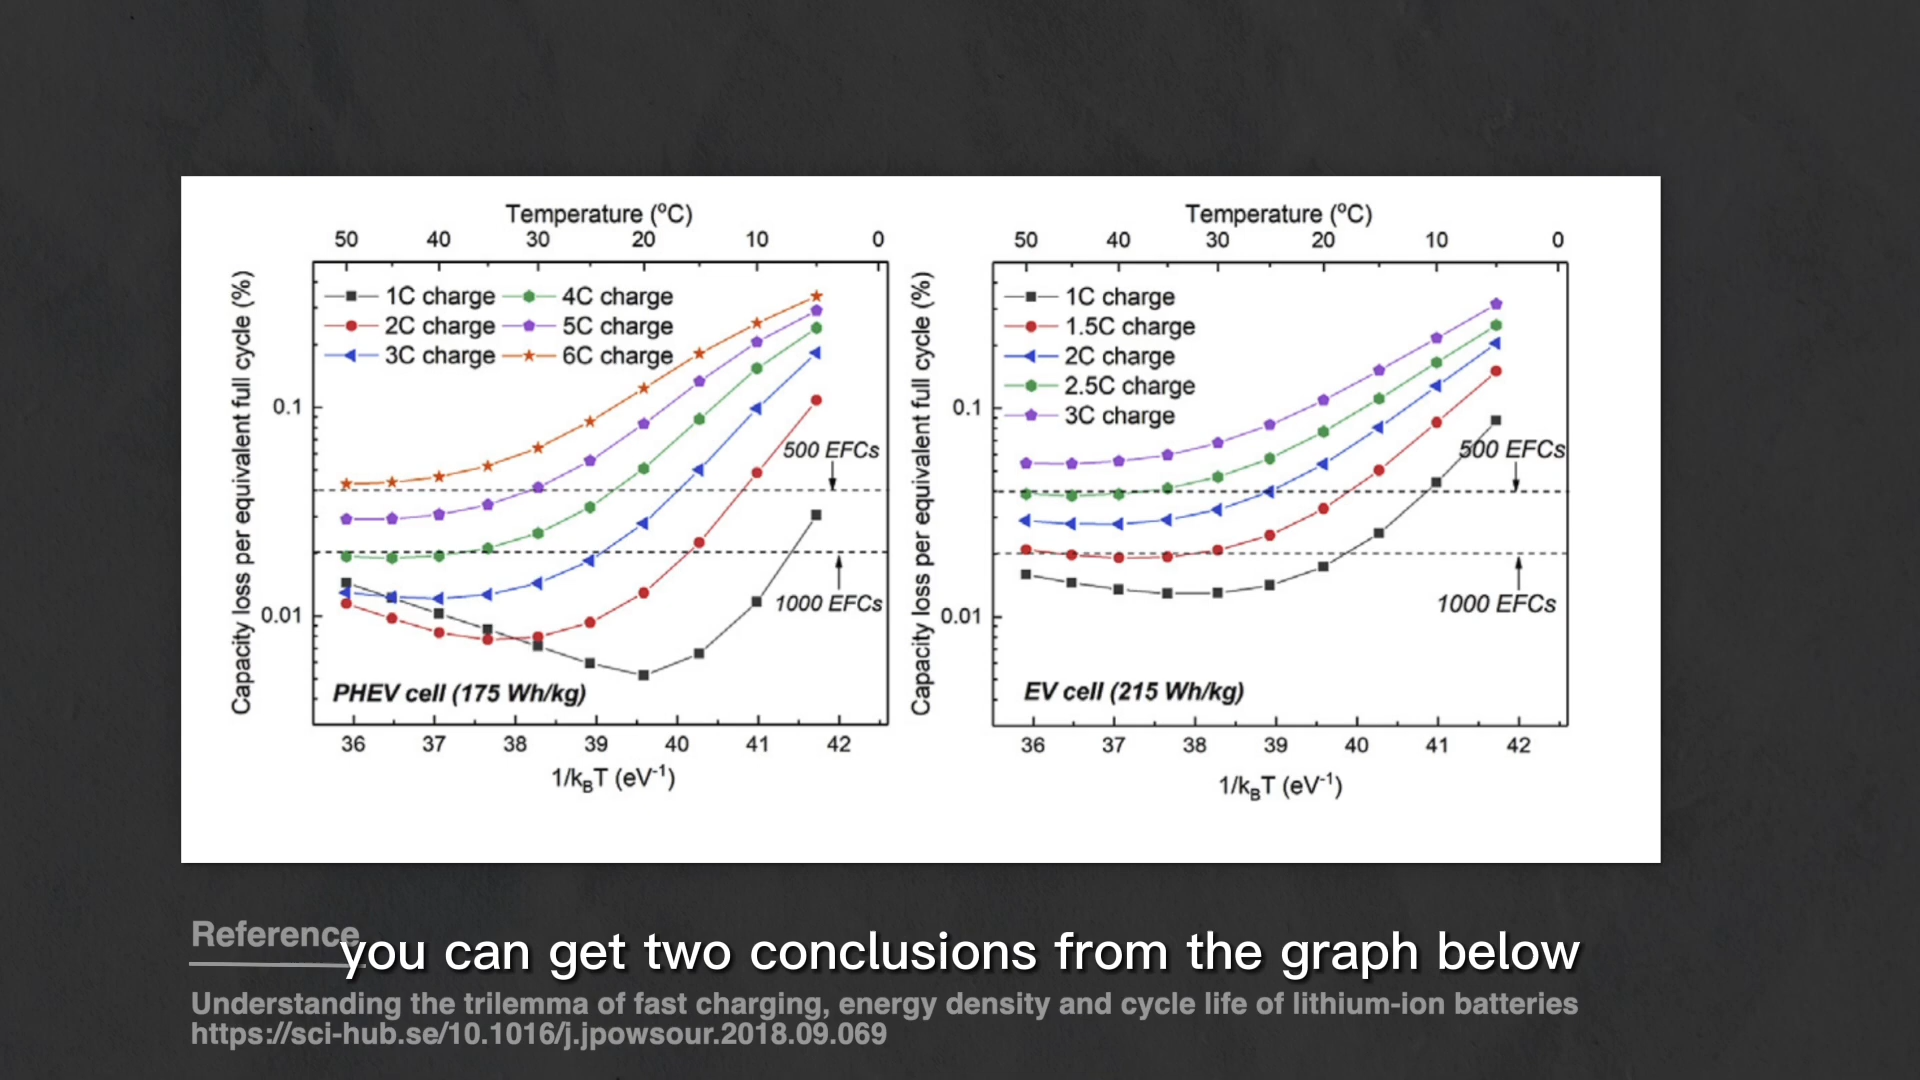 Temperature (°C)
50 40 30 20 10 0
Capacity loss per equivalent full cycle (%)
1C charge 4C charge
2C charge 5C charge
3C charge 6C charge
0.1
500 EFCs
1000 EFCs
0.01
PHEV cell (175 Wh/kg)
36 37 38 39 40 41 42
1/kBT (eV-1)
Temperature (°C)
50 40 30 20 10 0
Capacity loss per equivalent full cycle (%)
1C charge
1.5C charge
2C charge
2.5C charge
3C charge
0.1
500 EFCs
1000 EFCs
0.01
EV cell (215 Wh/kg)
36 37 38 39 40 41 42
1/kBT (eV-1)
Reference
you can get two conclusions from the graph below
Understanding the trilemma of fast charging, energy density and cycle life of lithium-ion batteries
https://sci-hub.se/10.1016/j.jpowsour.2018.09.069